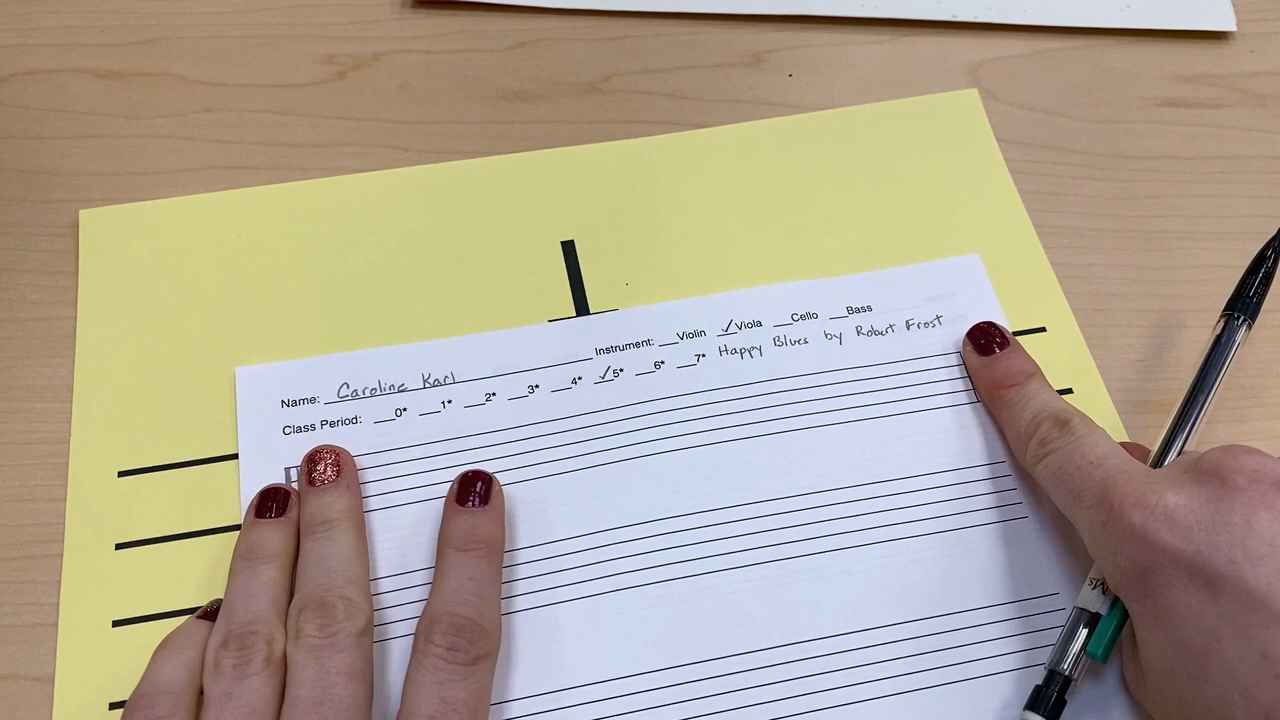 Name: Caroline Karl Instrument: __Violin ✓Viola __Cello __Bass
Class Period: __0* __1* __2* __3* __4* ✓5* __6* __7* Happy Blues by Robert Frost
Ms